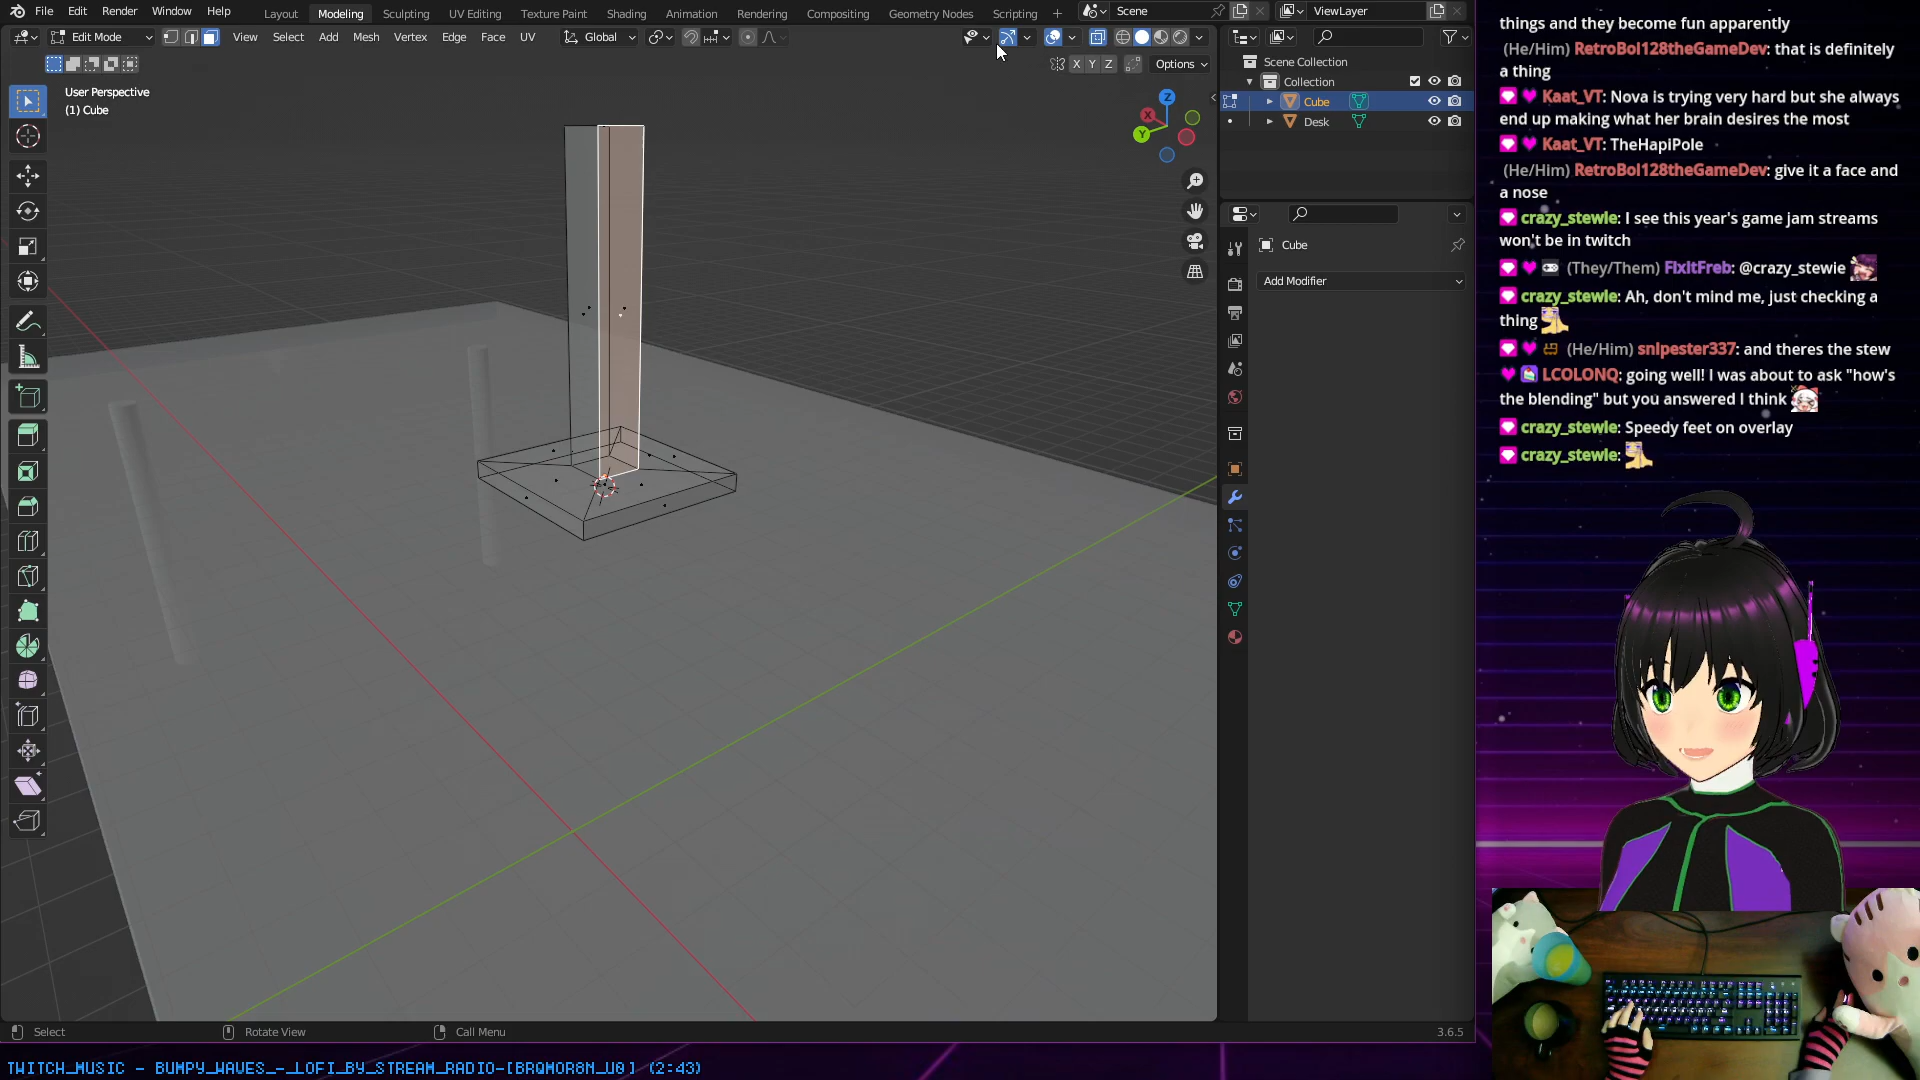 File Edit Render Window Help
Layout Modeling Sculpting UV Editing Texture Paint Shading Animation Rendering Compositing Geometry Nodes Scripting +
Scene
ViewLayer
Edit Mode
View Select Add Mesh Vertex Edge Face UV
Global
X Y Z
Options
User Perspective
(1) Cube
Z
X
Y
Scene Collection
Collection
Cube
Desk
Cube
Add Modifier
Select
Rotate View
Call Menu
3.6.5
things and they become fun apparently
(He/Him) RetroBol128theGameDev: that is definitely
a thing
Kaat_VT: Nova is trying very hard but she always
end up making what her brain desires the most
Kaat_VT: TheHapiPole
(He/Him) RetroBol128theGameDev: give it a face and
a nose
crazy_stewie: I see this year's game jam streams
won't be in twitch
(They/Them) FixitFreb: @crazy_stewie
crazy_stewie: Ah, don't mind me, just checking a
thing
(He/Him) snipester337: and theres the stew
LCOLONQ: going well! I was about to ask "how's
the blending" but you answered I think
crazy_stewie: Speedy feet on overlay
crazy_stewie:
TWITCH_MUSIC - BUMPY_WAVES_-_LOFI_BY_STREAM_RADIO-[BRQMOR8N_U0] (2:43)